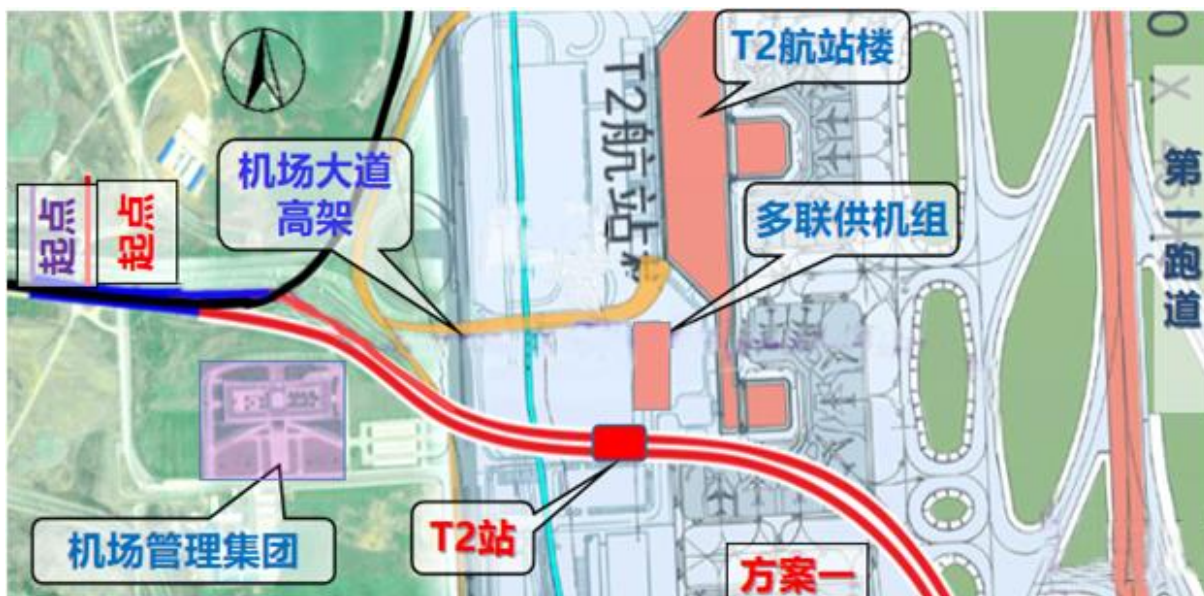 T2航站楼
T2航站楼
机场大道
高架
多联供机组
起点
起点
第一跑道
T2站
机场管理集团
方案一